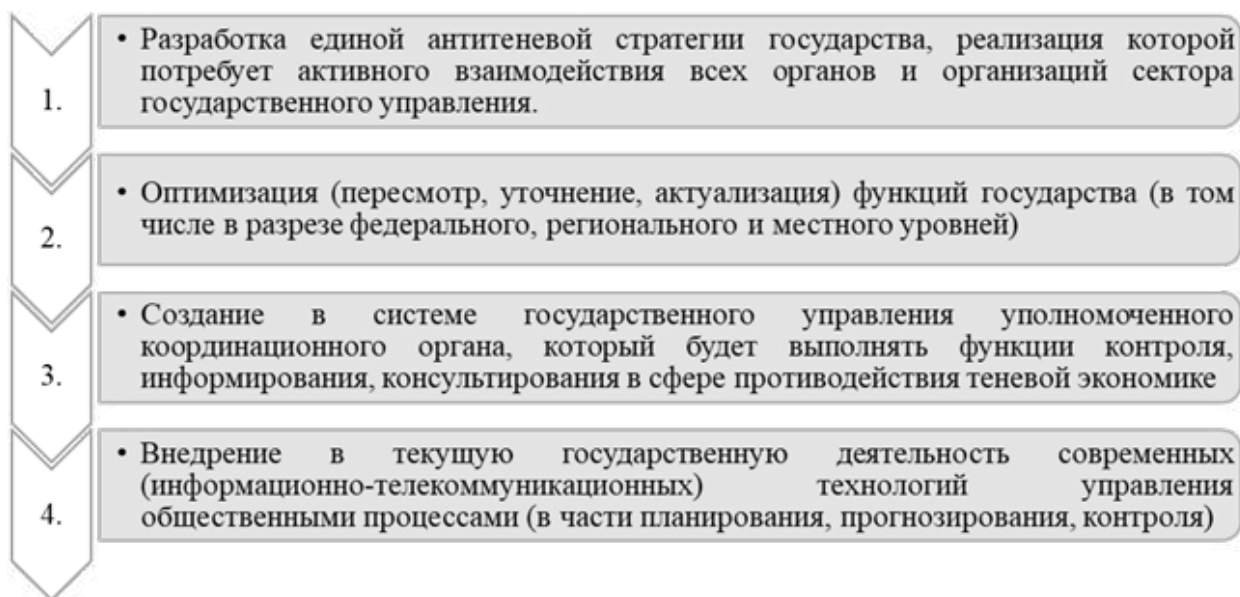 1.
• Разработка единой антитеневой стратегии государства, реализация которой
потребует активного взаимодействия всех органов и организаций сектора
государственного управления.
2.
• Оптимизация (пересмотр, уточнение, актуализация) функций государства (в том
числе в разрезе федерального, регионального и местного уровней)
3.
• Создание в системе государственного управления уполномоченного
координационного органа, который будет выполнять функции контроля,
информирования, консультирования в сфере противодействия теневой экономике
4.
• Внедрение в текущую государственную деятельность современных
(информационно-телекоммуникационных) технологий управления
общественными процессами (в части планирования, прогнозирования, контроля)